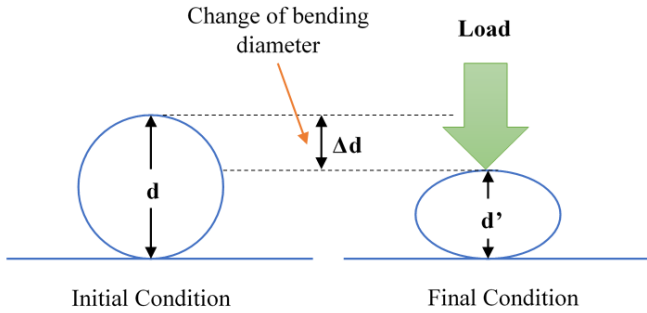 Change of bending
diameter
Load
Δd
d
d’
Initial Condition
Final Condition